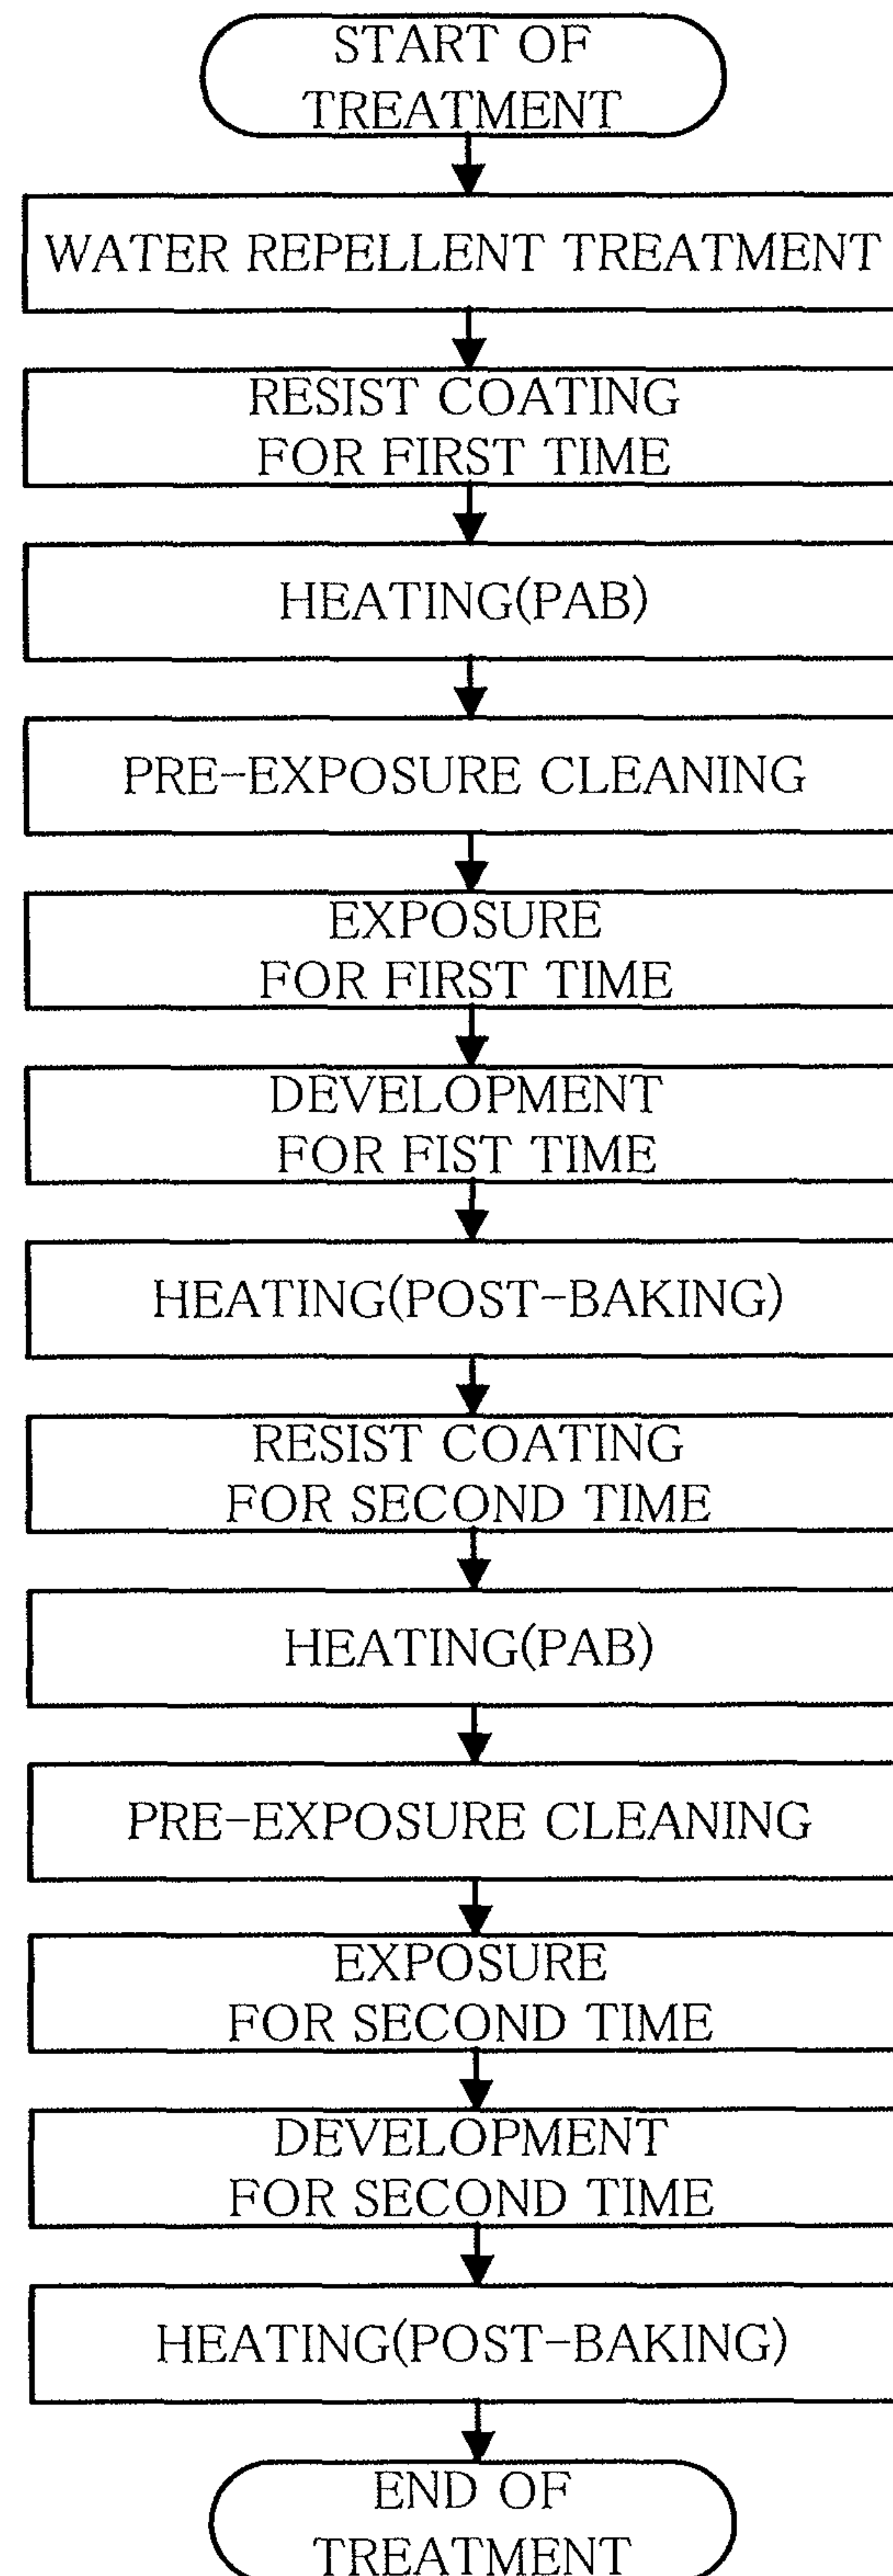 START OF
TREATMENT
WATER REPELLENT TREATMENT
RESIST COATING
FOR FIRST TIME
HEATING(PAB)
PRE-EXPOSURE CLEANING
EXPOSURE
FOR FIRST TIME
DEVELOPMENT
FOR FIST TIME
HEATING(POST-BAKING)
RESIST COATING
FOR SECOND TIME
HEATING(PAB)
PRE-EXPOSURE CLEANING
EXPOSURE
FOR SECOND TIME
DEVELOPMENT
FOR SECOND TIME
HEATING(POST-BAKING)
END OF
TREATMENT